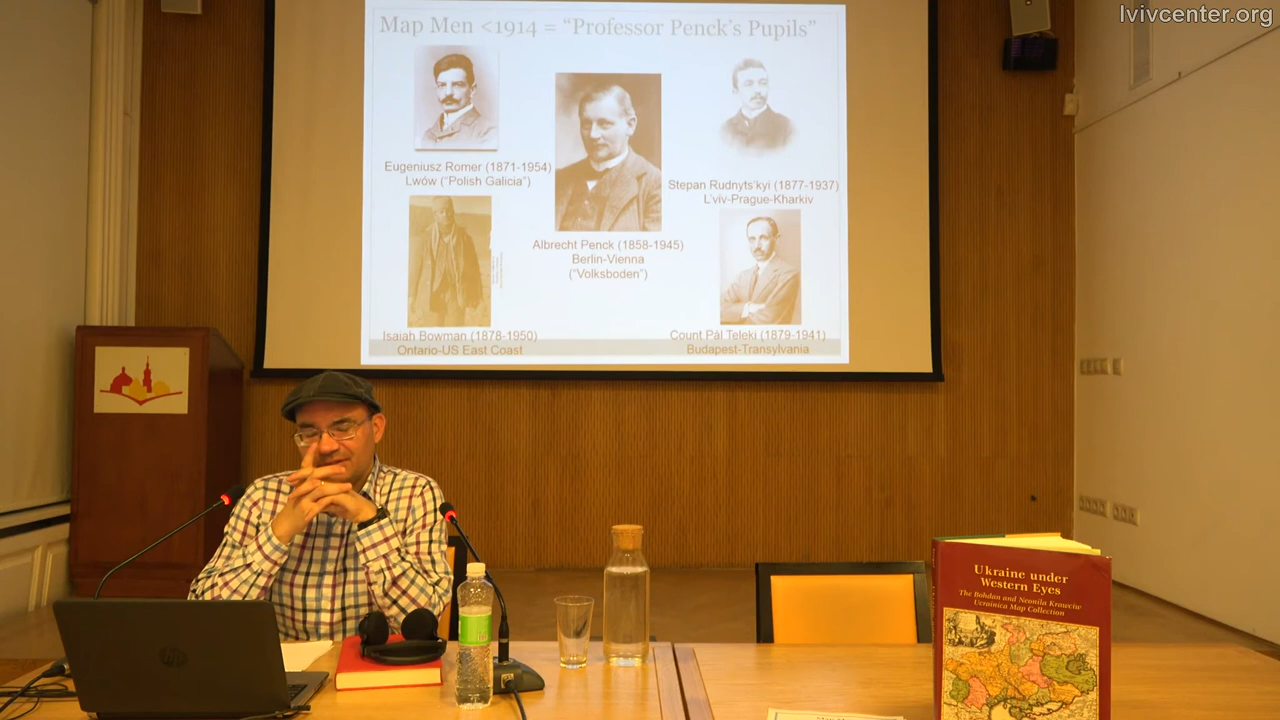 lvivcenter.org
Map Men <1914 = “Professor Penck’s Pupils”
Eugeniusz Romer (1871-1954)
Lwów (“Polish Galicia”)
Albrecht Penck (1858-1945)
Berlin-Vienna
(“Volksboden”)
Stepan Rudnyts’kyi (1877-1937)
L’viv-Prague-Kharkiv
Isaiah Bowman (1878-1950)
Ontario-US East Coast
Count Pál Teleki (1879-1941)
Budapest-Transylvania
Ukraine under
Western Eyes
The Bohdan and Neonila Krawciw
Ucrainica Map Collection
hp